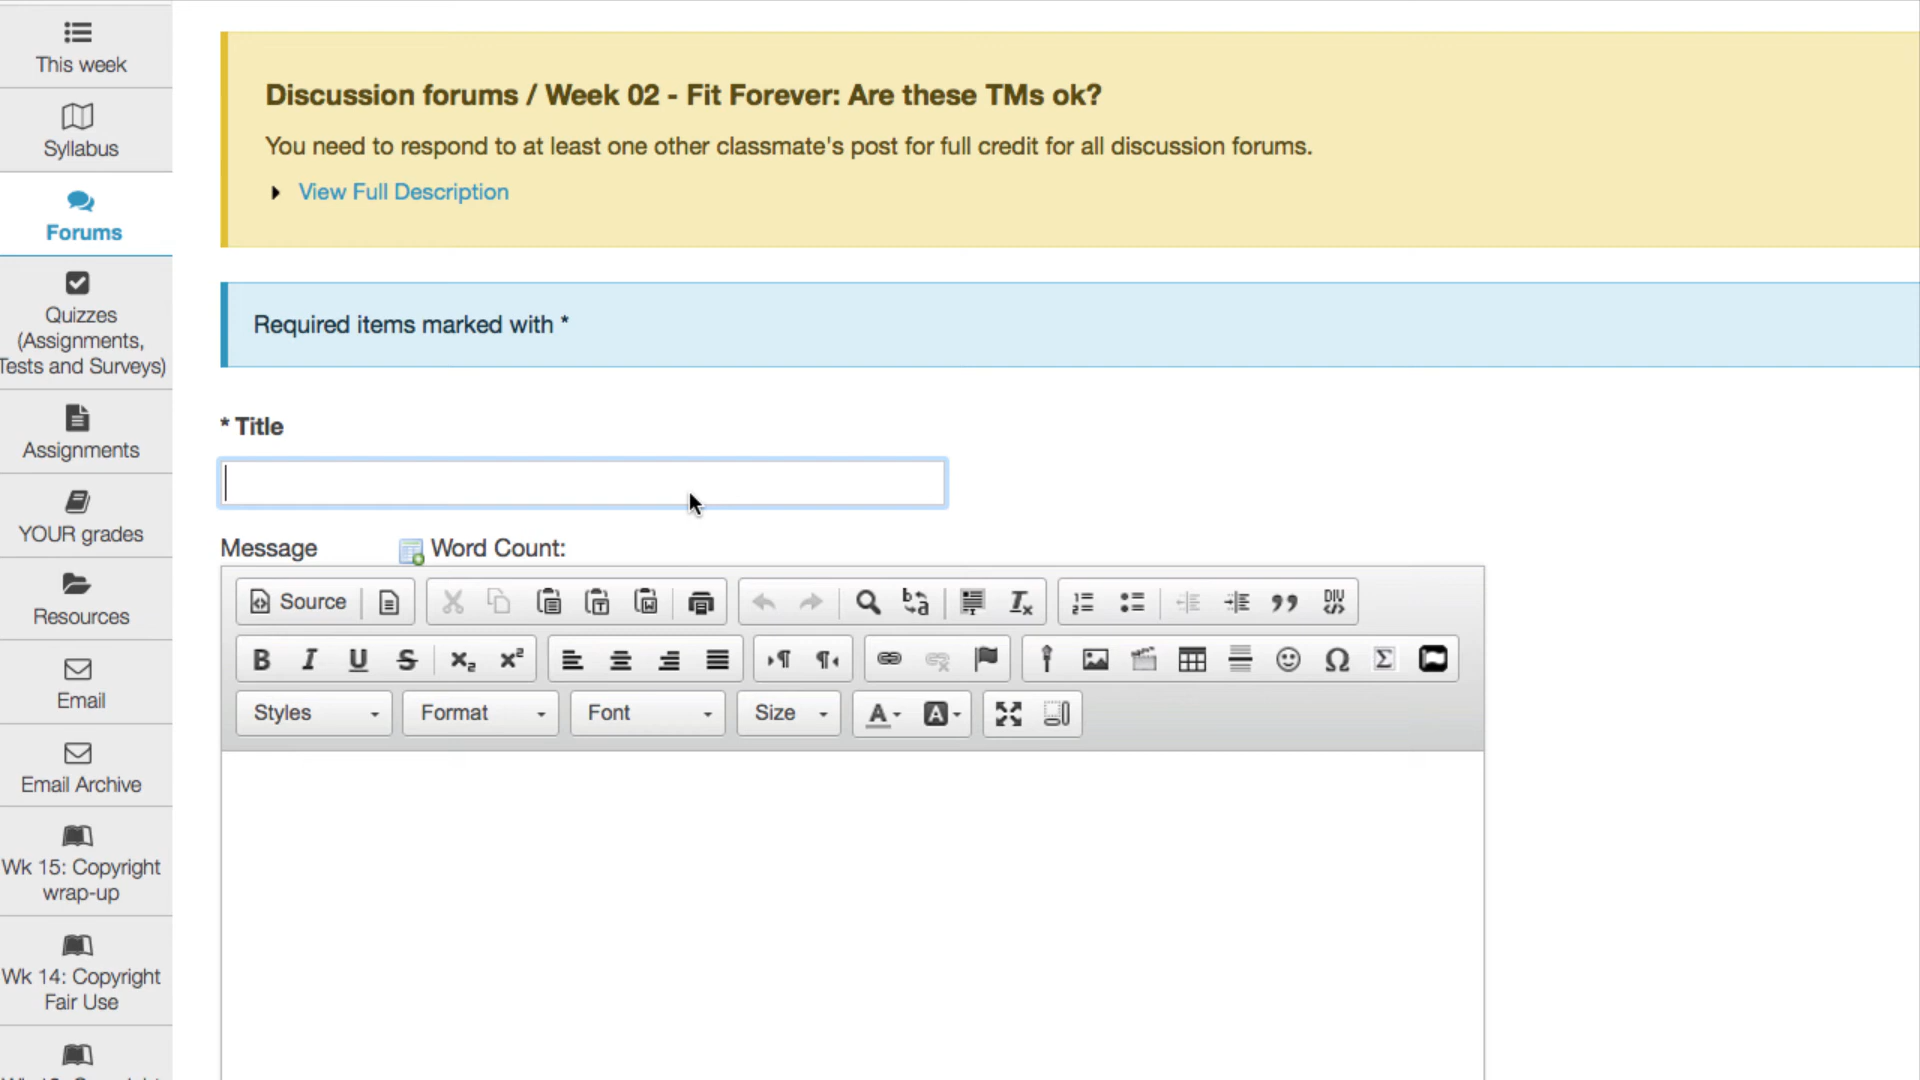 This week
Syllabus
Forums
Quizzes
(Assignments,
Tests and Surveys)
Assignments
YOUR grades
Resources
Email
Email Archive
Wk 15: Copyright
wrap-up
Wk 14: Copyright
Fair Use
Discussion forums / Week 02 - Fit Forever: Are these TMs ok?
You need to respond to at least one other classmate's post for full credit for all discussion forums.
View Full Description
Required items marked with *
* Title
Message Word Count:
Source
Styles Format Font Size